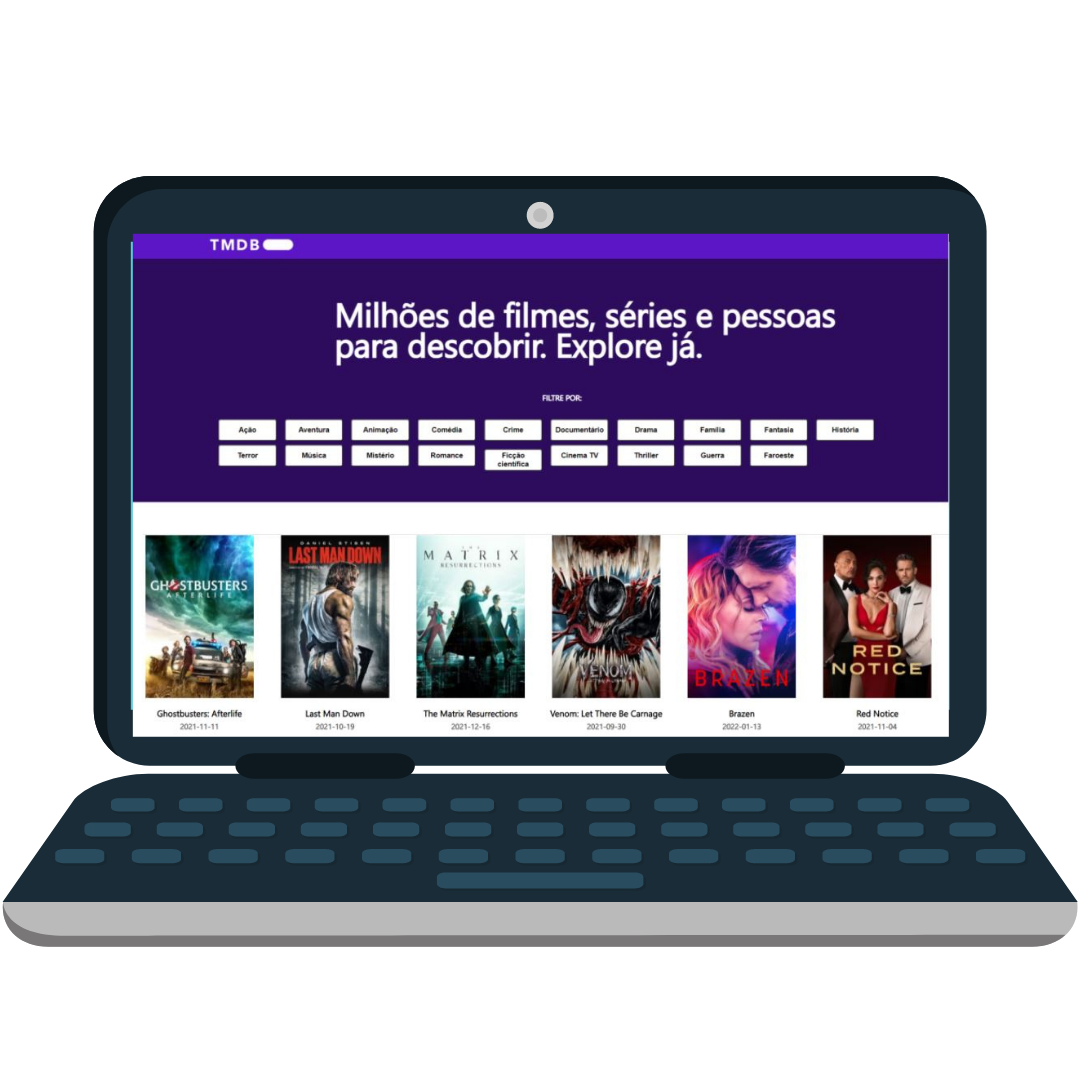 TMDB
Milhões de filmes, séries e pessoas
para descobrir. Explore já.
FILTRE POR:
Ação Aventura Animação Comédia Crime Documentário Drama Família Fantasia História
Terror Música Mistério Romance Ficção científica Cinema TV Thriller Guerra Faroeste
GHOSTBUSTERS
AFTERLIFE
DANIEL STISEN
LAST MAN DOWN
THE
MATRIX
RESURRECTIONS
VENOM
BRAZEN
RED
NOTICE
Ghostbusters: Afterlife Last Man Down The Matrix Resurrections Venom: Let There Be Carnage Brazen Red Notice
2021-11-11 2021-10-19 2021-12-16 2021-09-30 2022-01-13 2021-11-04